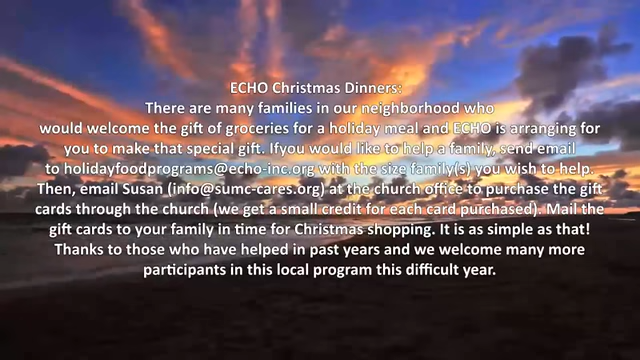 ECHO Christmas Dinners:
There are many families in our neighborhood who
would welcome the gift of groceries for a holiday meal and ECHO is arranging for
you to make that special gift. Ifyou would like to help a family, send email
to holidayfoodprograms@echo-inc.org with the size family(s) you wish to help.
Then, email Susan (info@sumc-cares.org) at the church office to purchase the gift
cards through the church (we get a small credit for each card purchased). Mail the
gift cards to your family in time for Christmas shopping. It is as simple as that!
Thanks to those who have helped in past years and we welcome many more
participants in this local program this difficult year.